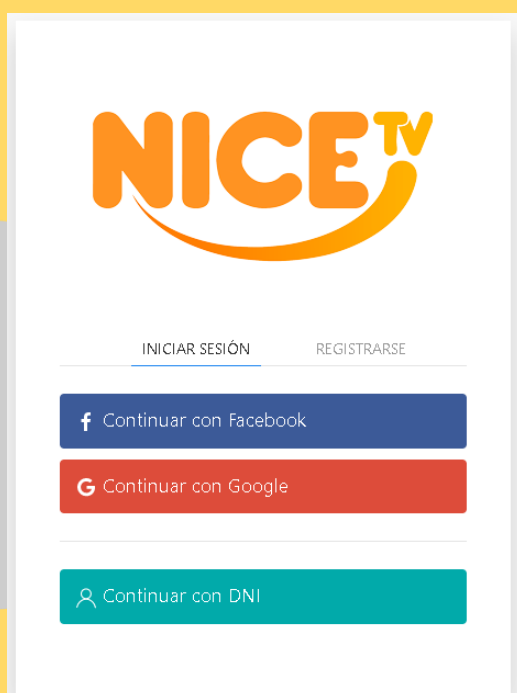 NICE TV
INICIAR SESIÓN REGISTRARSE
Continuar con Facebook
Continuar con Google
Continuar con DNI